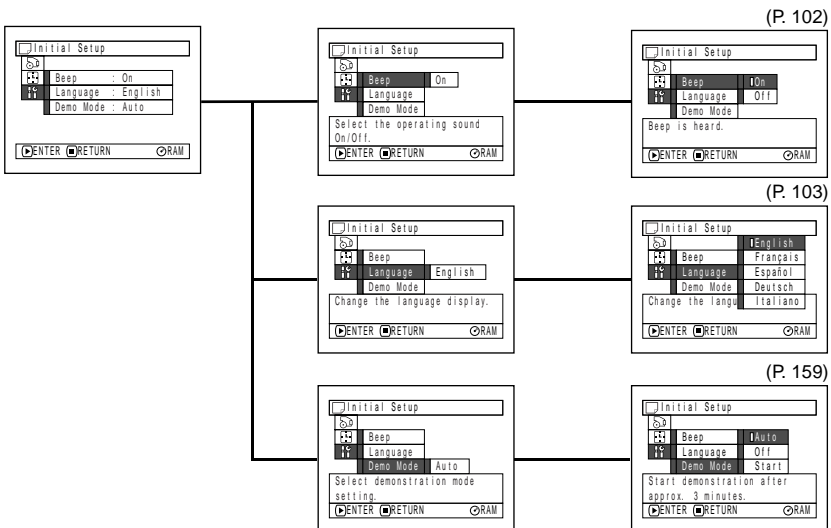 (P. 102)
Initial Setup
Beep : On
Language : English
Demo Mode : Auto
ENTER RETURN RAM
Initial Setup
Beep On
Language
Demo Mode
Select the operating sound
On/Off.
ENTER RETURN RAM
Initial Setup
Beep On
Language Off
Demo Mode
Beep is heard.
ENTER RETURN RAM
(P. 103)
Initial Setup
Beep
Language English
Demo Mode
Change the language display.
ENTER RETURN RAM
Initial Setup
English
Beep Français
Language Español
Demo Mode Deutsch
Change the langu Italiano
ENTER RETURN RAM
(P. 159)
Initial Setup
Beep
Language
Demo Mode Auto
Select demonstration mode
setting.
ENTER RETURN RAM
Initial Setup
Beep Auto
Language Off
Demo Mode Start
Start demonstration after
approx. 3 minutes.
ENTER RETURN RAM